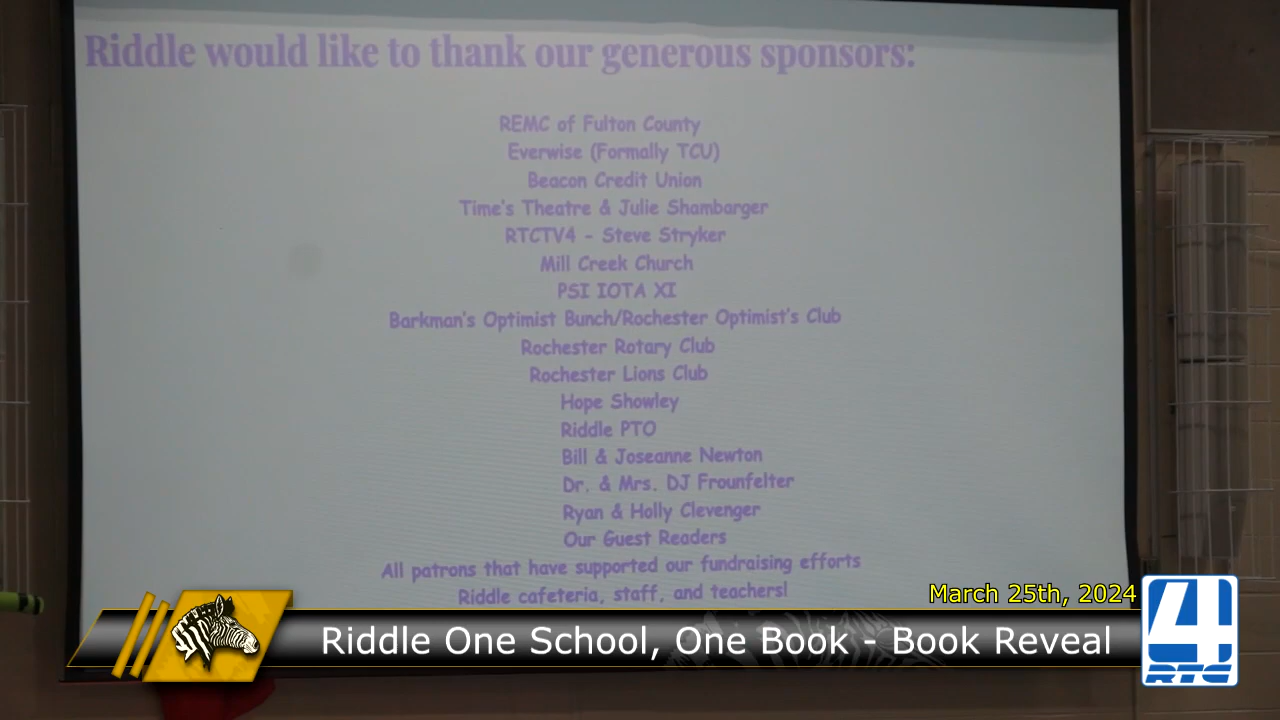 Riddle would like to thank our generous sponsors:
REMC of Fulton County
Everwise (Formally TCU)
Beacon Credit Union
Time's Theatre & Julie Shambarger
RTCTV4 - Steve Stryker
Mill Creek Church
PSI IOTA XI
Barkman's Optimist Bunch/Rochester Optimist's Club
Rochester Rotary Club
Rochester Lions Club
Hope Showley
Riddle PTO
Bill & Joseanne Newton
Dr. & Mrs. DJ Frounfelter
Ryan & Holly Clevenger
Our Guest Readers
All patrons that have supported our fundraising efforts
Riddle cafeteria, staff, and teachers!
March 25th, 2024
Riddle One School, One Book - Book Reveal
4
RTC